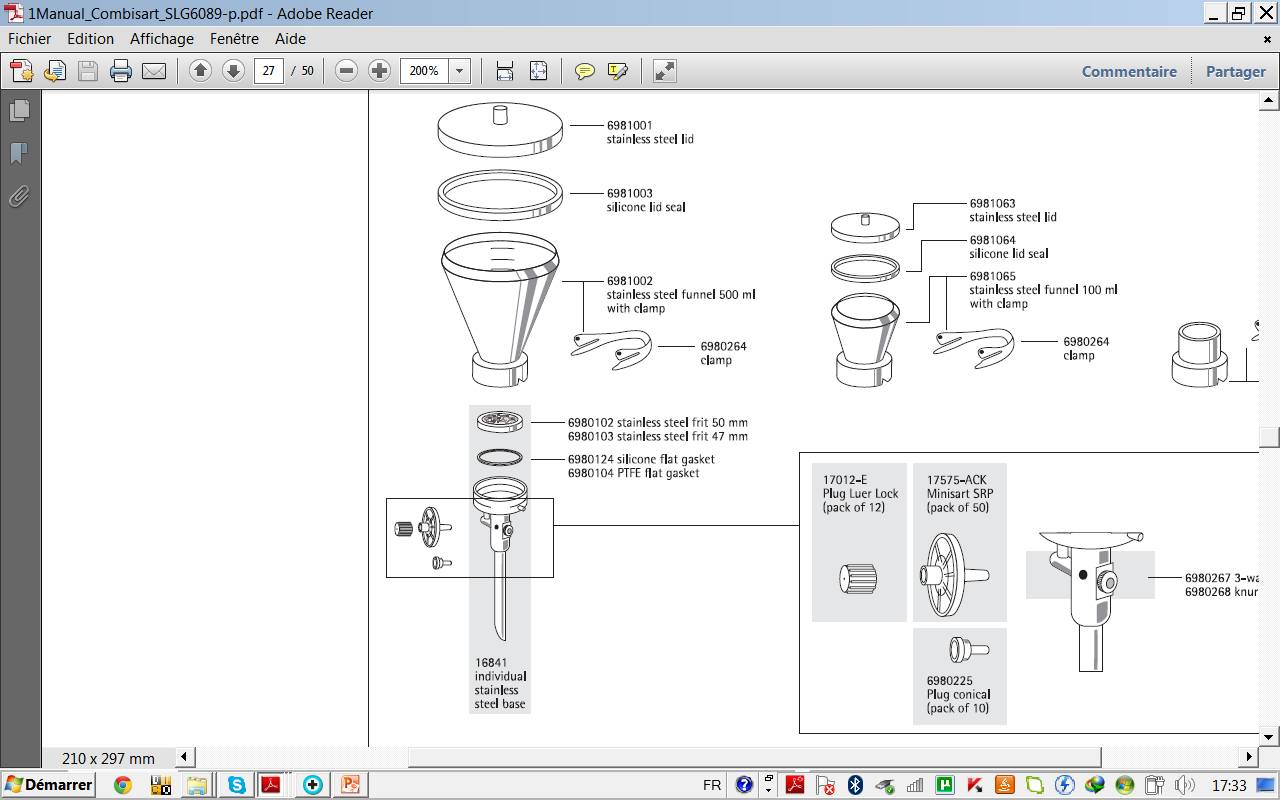 1Manual_Combisart_SLG6089-p.pdf - Adobe Reader
Fichier Edition Affichage Fenêtre Aide
27 / 50 200% Commentaire Partager
6981001
stainless steel lid
6981003
silicone lid seal
6981002
stainless steel funnel 500 ml
with clamp
6980264
clamp
6981063
stainless steel lid
6981064
silicone lid seal
6981065
stainless steel funnel 100 ml
with clamp
6980264
clamp
6980102 stainless steel frit 50 mm
6980103 stainless steel frit 47 mm
6980124 silicone flat gasket
6980104 PTFE flat gasket
16841
individual
stainless
steel base
17012-E
Plug Luer Lock
(pack of 12)
17575-ACK
Minisart SRP
(pack of 50)
6980225
Plug conical
(pack of 10)
6980267 3-wa
6980268 knur
210 x 297 mm
Démarrer FR 17:33